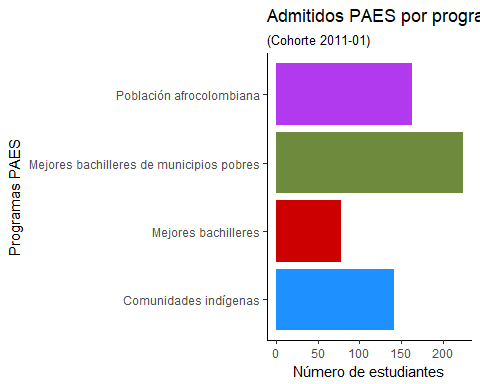 Admitidos PAES por progra
(Cohorte 2011-01)
Programas PAES
Población afrocolombiana
Mejores bachilleres de municipios pobres
Mejores bachilleres
Comunidades indígenas
0 50 100 150 200
Número de estudiantes